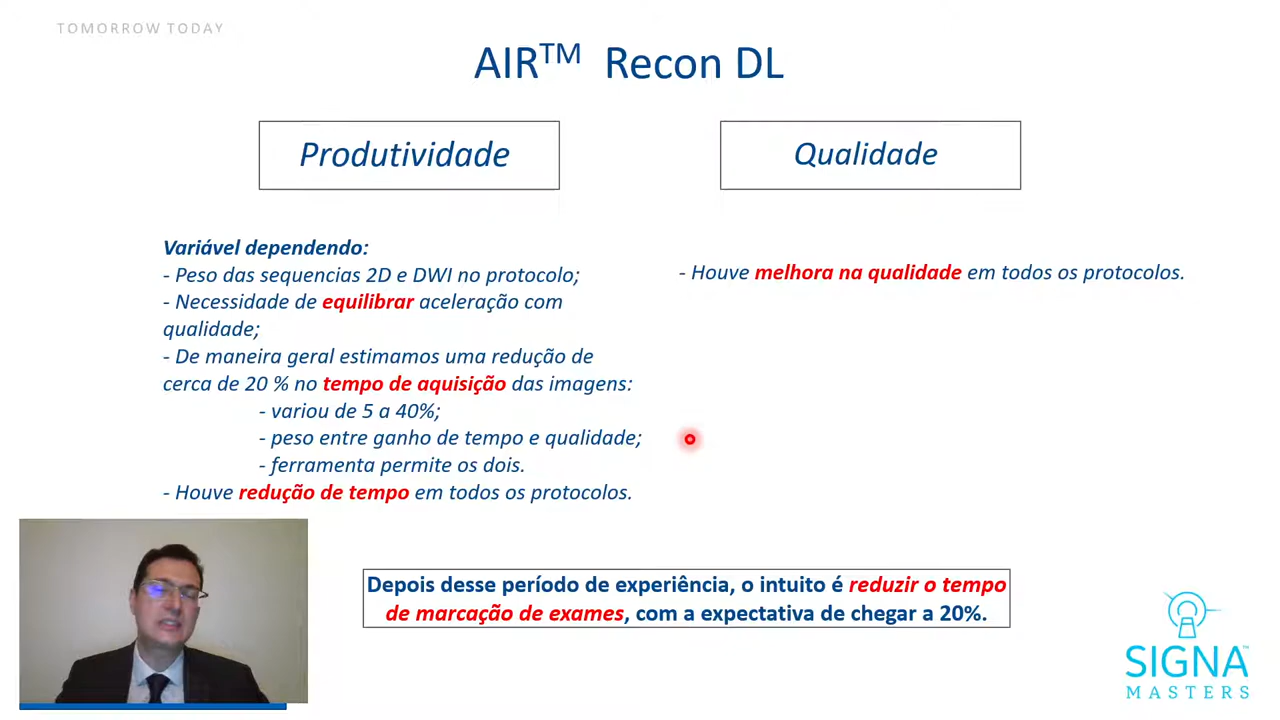 TOMORROW TODAY
AIR™ Recon DL
Produtividade
Qualidade
Variável dependendo:
- Peso das sequencias 2D e DWI no protocolo;
- Necessidade de equilibrar aceleração com
qualidade;
- De maneira geral estimamos uma redução de
cerca de 20 % no tempo de aquisição das imagens:
- variou de 5 a 40%;
- peso entre ganho de tempo e qualidade;
- ferramenta permite os dois.
- Houve redução de tempo em todos os protocolos.
- Houve melhora na qualidade em todos os protocolos.
Depois desse período de experiência, o intuito é reduzir o tempo
de marcação de exames, com a expectativa de chegar a 20%.
SIGNA™
MASTERS